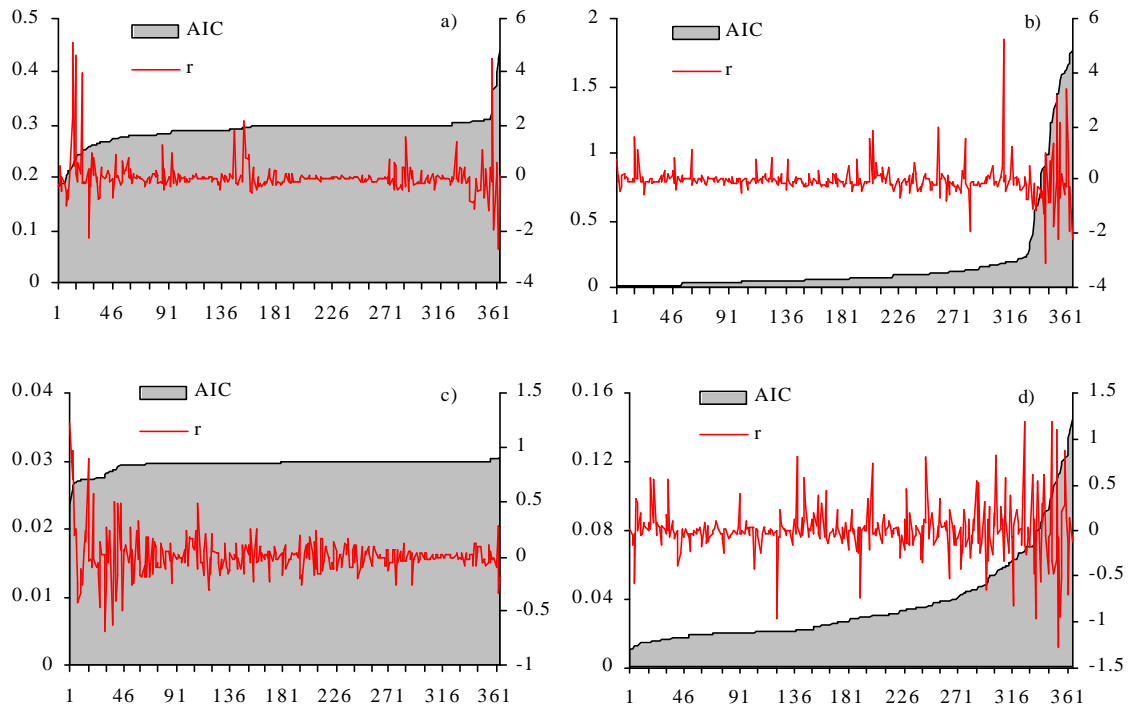 0.5 6 a) AIC 2 6 b) AIC
0.4 4 r 1.5 4 r
0.3 2 1 2
0.2 0 0
0.1 -2 0.5 -2
0 -4 0 -4
1 46 91 136 181 226 271 316 361 1 46 91 136 181 226 271 316 361
0.04 1.5 c) AIC 0.16 1.5 d) AIC
r 1 0.12 1 r
0.03 0.5 0.5
0.02 0 0.08 0
0.01 -0.5 0.04 -0.5
-1
0 -1 0 -1.5
1 46 91 136 181 226 271 316 361 1 46 91 136 181 226 271 316 361